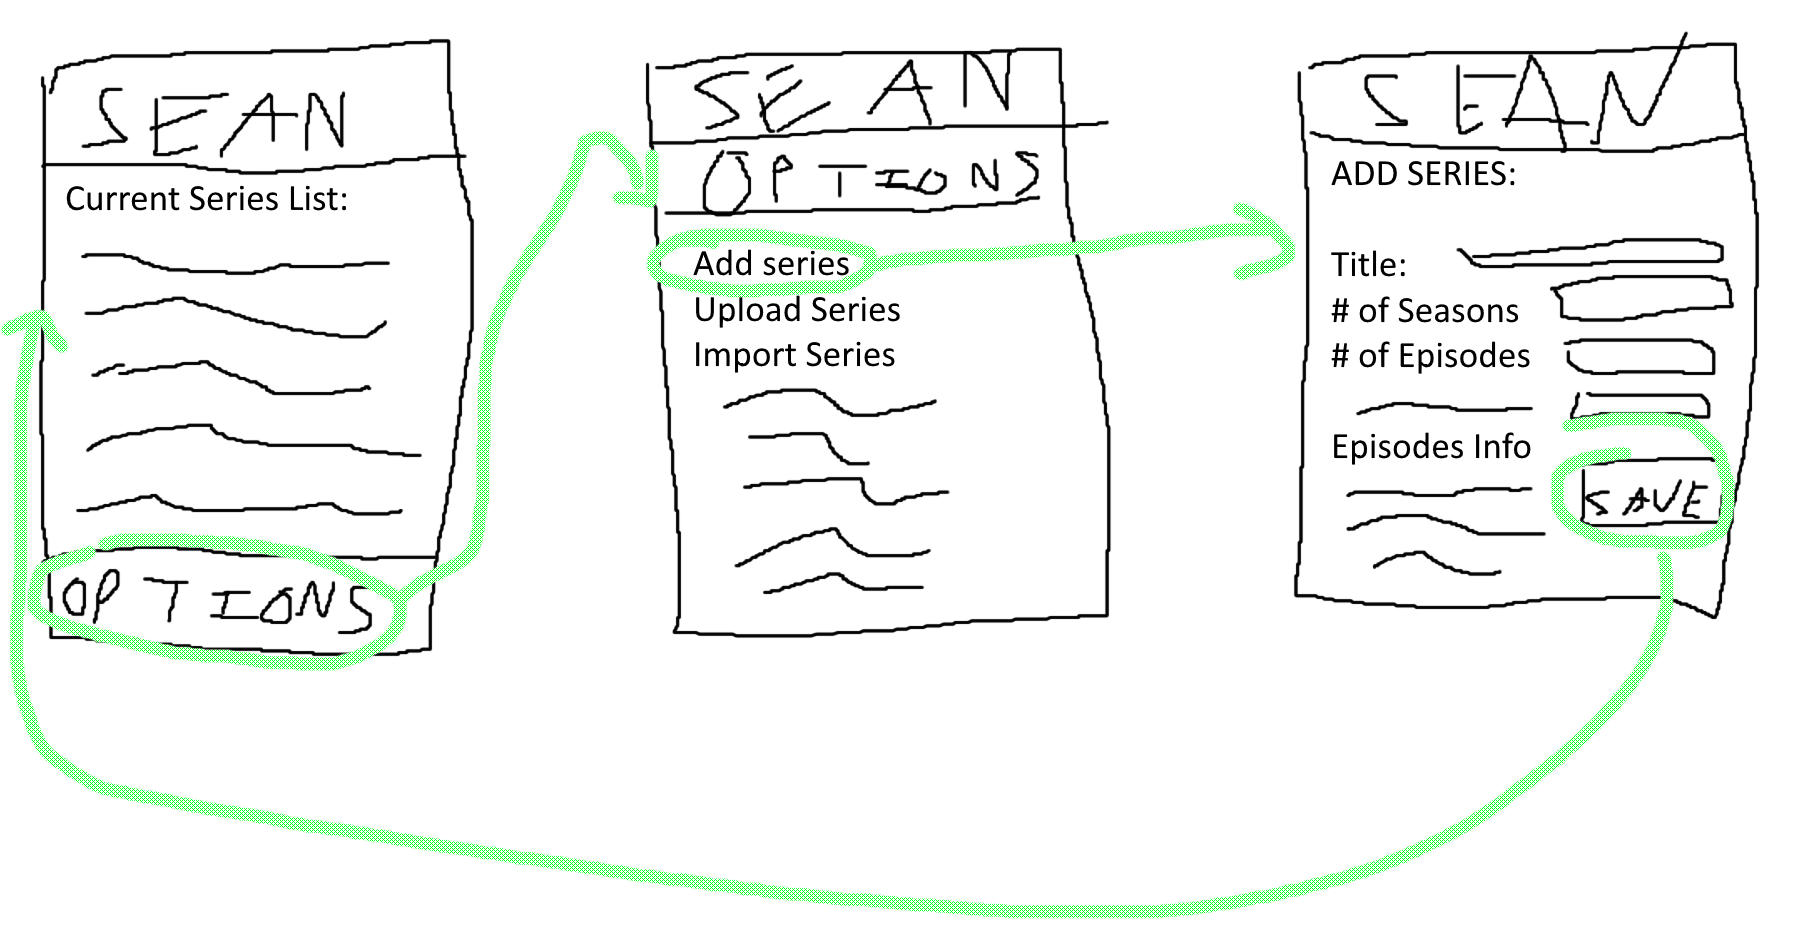 SEAN
Current Series List:
OPTIONS
SEAN
OPTIONS
Add series
Upload Series
Import Series
SEAN
ADD SERIES:
Title:
# of Seasons
# of Episodes
Episodes Info
SAVE